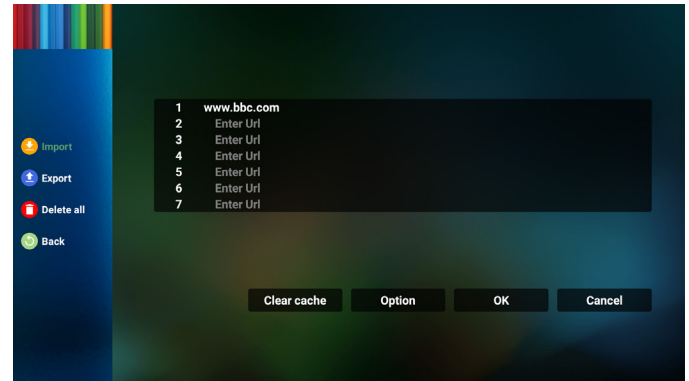 1 www.bbc.com
2 Enter Url
3 Enter Url
4 Enter Url
5 Enter Url
6 Enter Url
7 Enter Url
Import
Export
Delete all
Back
Clear cache Option OK Cancel